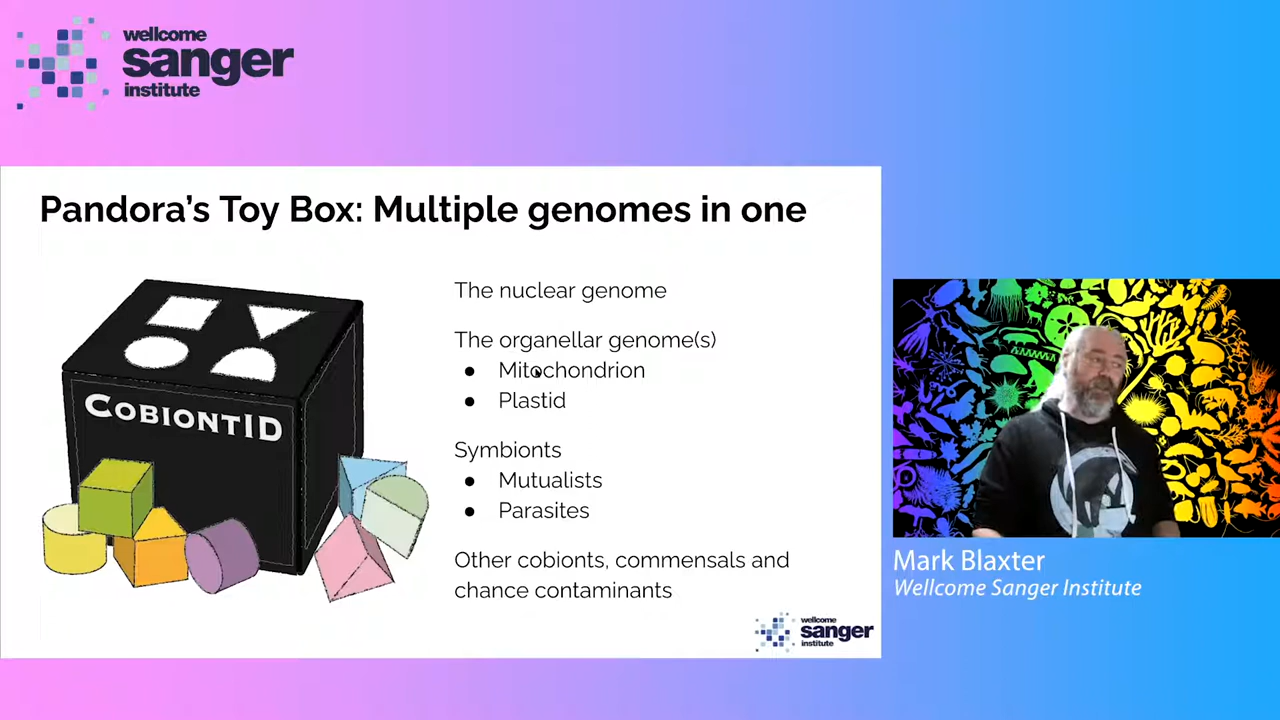 wellcome
sanger
institute
Pandora's Toy Box: Multiple genomes in one
COBIONTID
The nuclear genome
The organellar genome(s)
● Mitochondrion
● Plastid
Symbionts
● Mutualists
● Parasites
Other cobionts, commensals and
chance contaminants
wellcome
sanger
institute
Mark Blaxter
Wellcome Sanger Institute